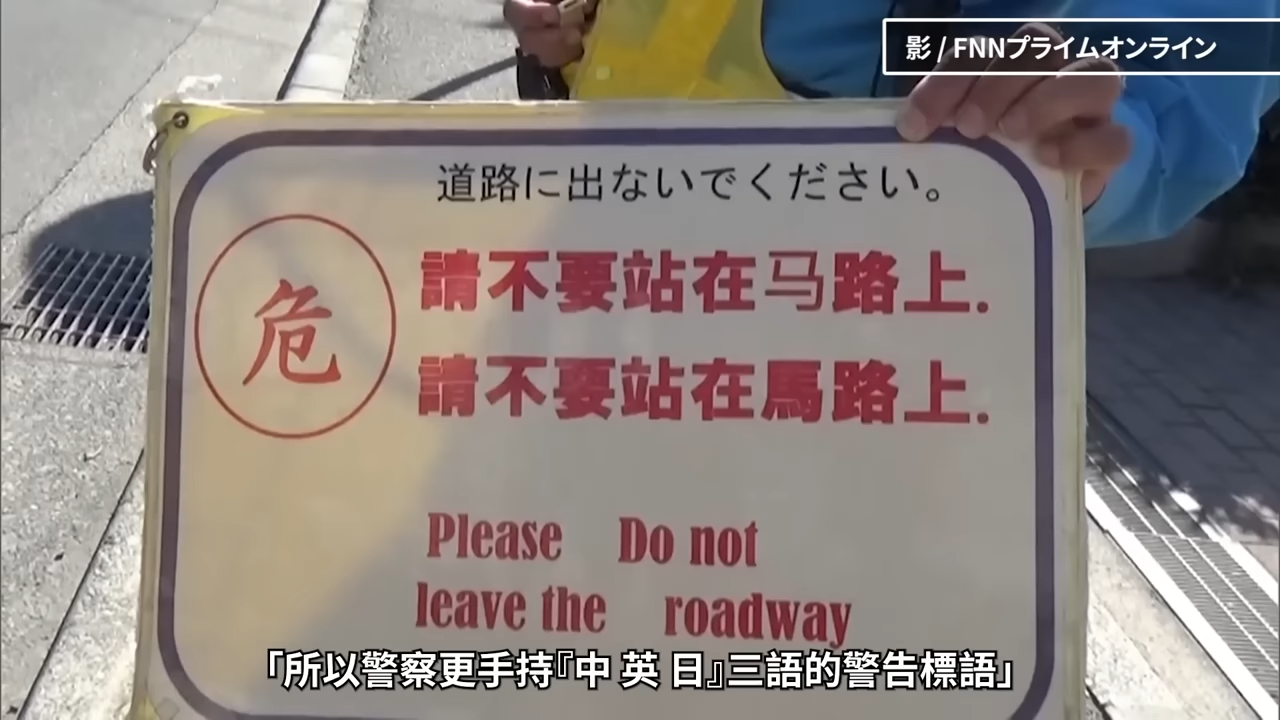 影 / FNNプライムオンライン
道路に出ないでください。
危
請不要站在马路上.
請不要站在馬路上.
Please Do not
leave the roadway
「所以警察更手持『中 英 日』三語的警告標語」